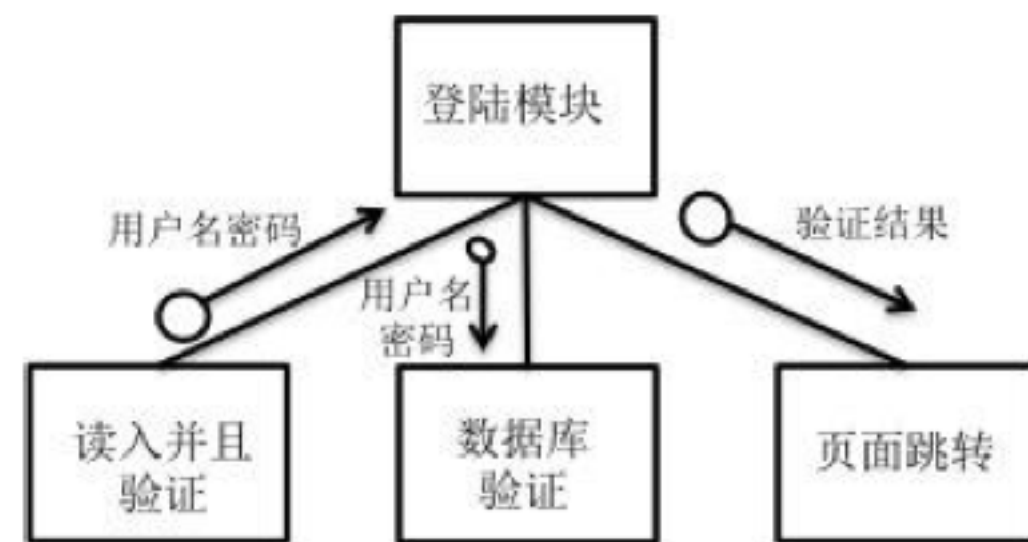 登陆模块
用户名密码
验证结果
用户名
密码
读入并且
验证
数据库
验证
页面跳转